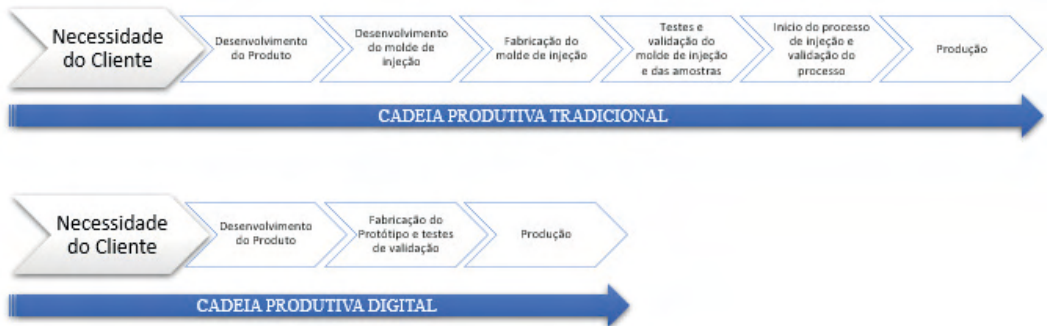 Necessidade
do Cliente
Desenvolvimento
do Produto
Desenvolvimento
do molde de
injeção
Fabricação do
molde de injeção
Testes e
validação do
molde de injeção
e das amostras
Inicio do processo
de injeção e
validação do
processo
Produção
CADEIA PRODUTIVA TRADICIONAL
Necessidade
do Cliente
Desenvolvimento
do Produto
Fabricação do
Protótipo e testes
de validação
Produção
CADEIA PRODUTIVA DIGITAL